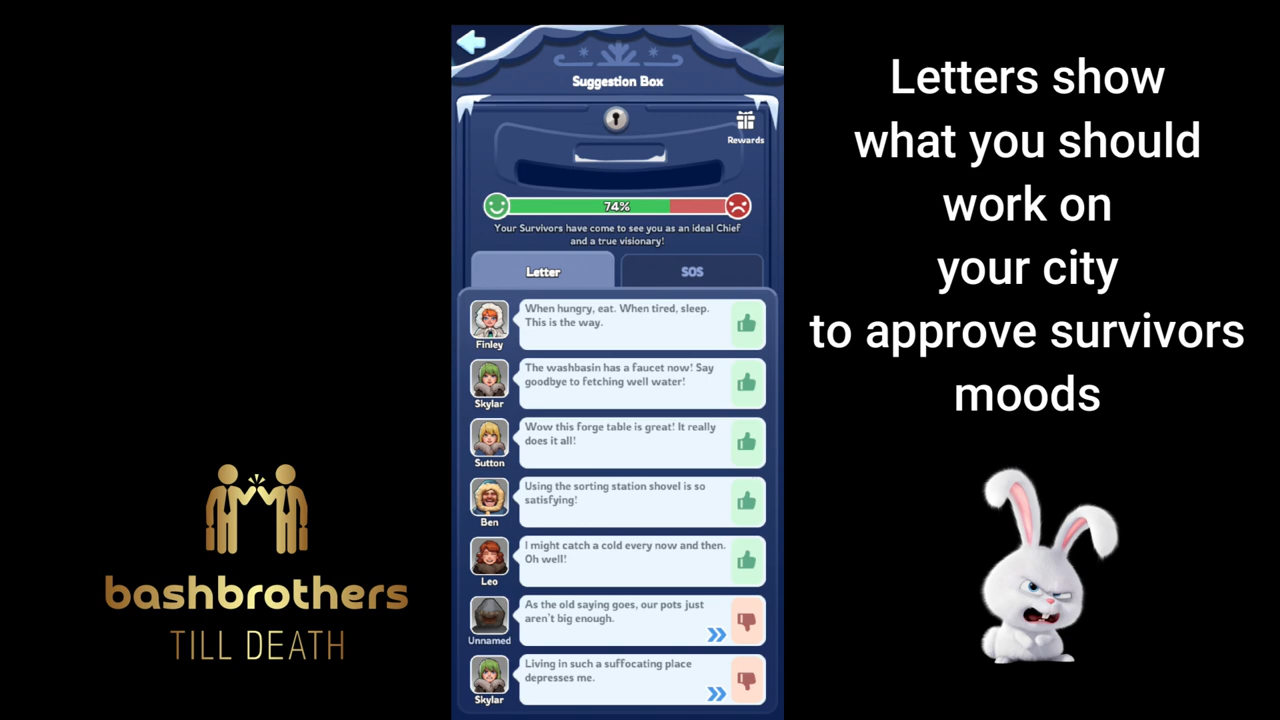 Suggestion Box
Rewards
74%
Your Survivors have come to see you as an ideal Chief
and a true visionary!
Letter
SOS
When hungry, eat. When tired, sleep.
This is the way.
Finley
The washbasin has a faucet now! Say
goodbye to fetching well water!
Skylar
Wow this forge table is great! It really
does it all!
Sutton
Using the sorting station shovel is so
satisfying!
Ben
I might catch a cold every now and then.
Oh well!
Leo
As the old saying goes, our pots just
aren't big enough.
Unnamed
Living in such a suffocating place
depresses me.
Skylar
Letters show
what you should
work on
your city
to approve survivors
moods
bashbrothers
TILL DEATH